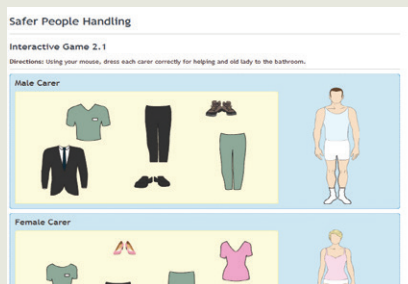 Safer People Handling
Interactive Game 2.1
Directions: Using your mouse, dress each carer correctly for helping and old lady to the bathroom.
Male Carer
Female Carer